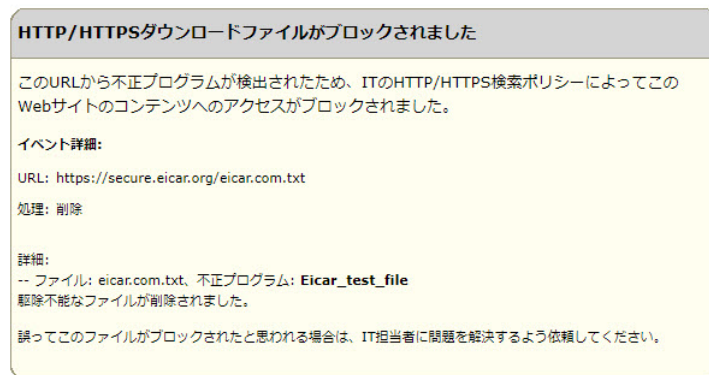 HTTP/HTTPSダウンロードファイルがブロックされました
このURLから不正プログラムが検出されたため、ITのHTTP/HTTPS検索ポリシーによってこの
Webサイトのコンテンツへのアクセスがブロックされました。
イベント詳細:
URL: https://secure.eicar.org/eicar.com.txt
処理: 削除
詳細:
-- ファイル: eicar.com.txt、不正プログラム: Eicar_test_file
駆除不能なファイルが削除されました。
誤ってこのファイルがブロックされたと思われる場合は、IT担当者に問題を解決するよう依頼してください。